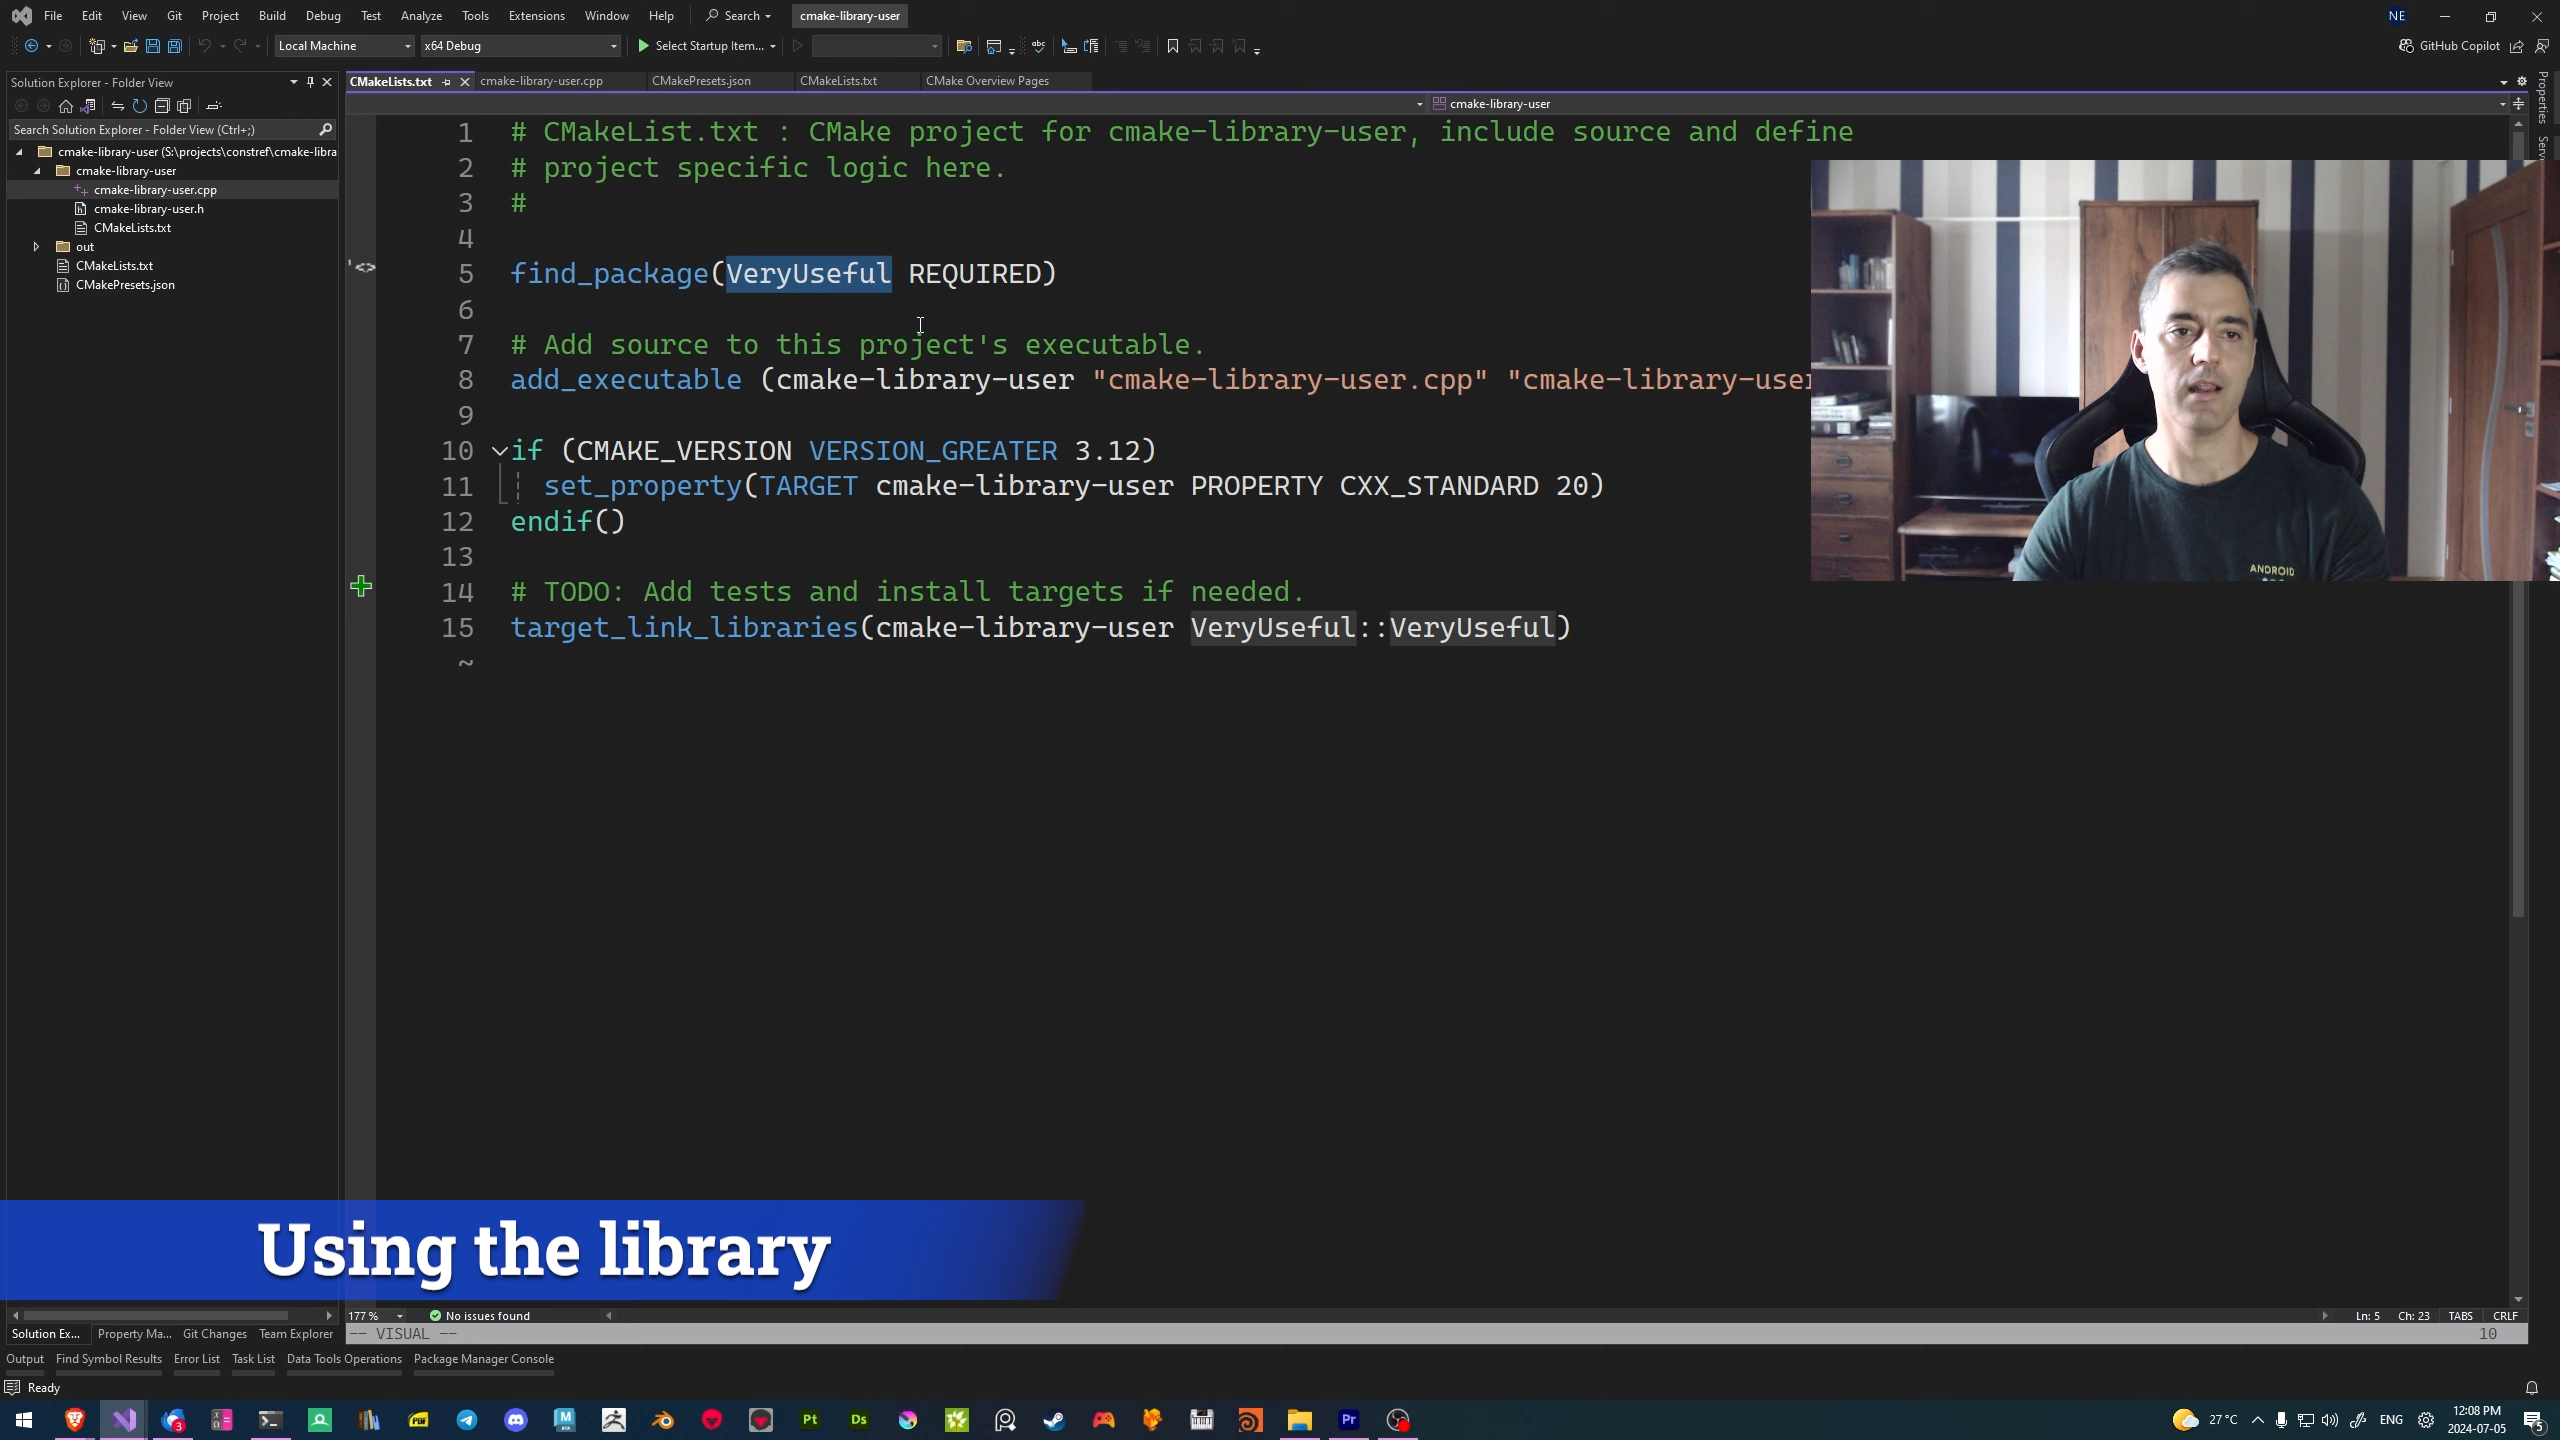 File Edit View Git Project Build Debug Test Analyze Tools Extensions Window Help Search cmake-library-user NE
Local Machine x64 Debug Select Startup Item... GitHub Copilot
Solution Explorer - Folder View
CMakeLists.txt cmake-library-user.cpp CMakePresets.json CMakeLists.txt CMake Overview Pages
Properties
cmake-library-user
Search Solution Explorer - Folder View (Ctrl+;)
cmake-library-user (S:\projects\constref\cmake-libra
cmake-library-user
cmake-library-user.cpp
cmake-library-user.h
CMakeLists.txt
out
CMakeLists.txt
CMakePresets.json
1 # CMakeList.txt : CMake project for cmake-library-user, include source and define
2 # project specific logic here.
3 #
4
5 find_package(VeryUseful REQUIRED)
6
7 # Add source to this project's executable.
8 add_executable (cmake-library-user "cmake-library-user.cpp" "cmake-library-user
9
10 if (CMAKE_VERSION VERSION_GREATER 3.12)
11 set_property(TARGET cmake-library-user PROPERTY CXX_STANDARD 20)
12 endif()
13
14 # TODO: Add tests and install targets if needed.
15 target_link_libraries(cmake-library-user VeryUseful::VeryUseful)
~
ANDROID
Using the library
177 % No issues found Ln: 5 Ch: 23 TABS CRLF
Solution Ex... Property Ma... Git Changes Team Explorer
-- VISUAL -- 10
Output Find Symbol Results Error List Task List Data Tools Operations Package Manager Console
Ready
3 PDF M Pt Ds Pr 27°C ENG 12:08 PM
2024-07-05 5